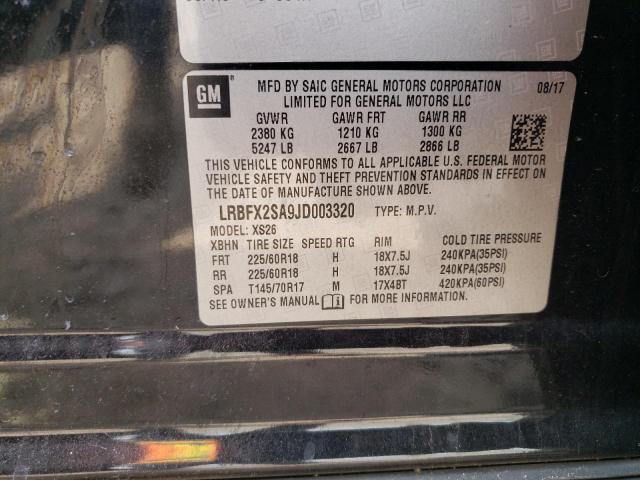 GM
MFD BY SAIC GENERAL MOTORS CORPORATION 08/17
LIMITED FOR GENERAL MOTORS LLC
GVWR GAWR FRT GAWR RR
2380 KG 1210 KG 1300 KG
5247 LB 2667 LB 2866 LB
THIS VEHICLE CONFORMS TO ALL APPLICABLE U.S. FEDERAL MOTOR
VEHICLE SAFETY AND THEFT PREVENTION STANDARDS IN EFFECT ON
THE DATE OF MANUFACTURE SHOWN ABOVE.
LRBFX2SA9JD003320 TYPE: M.P.V.
MODEL: XS26
XBHN TIRE SIZE SPEED RTG RIM COLD TIRE PRESSURE
FRT 225/60R18 H 18X7.5J 240KPA(35PSI)
RR 225/60R18 H 18X7.5J 240KPA(35PSI)
SPA T145/70R17 M 17X4BT 420KPA(60PSI)
SEE OWNER'S MANUAL FOR MORE INFORMATION.